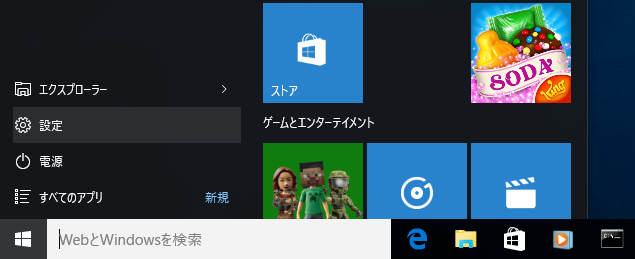 エクスプローラー
設定
電源
すべてのアプリ 新規
ストア
SODA
King
ゲームとエンターテイメント
WebとWindowsを検索